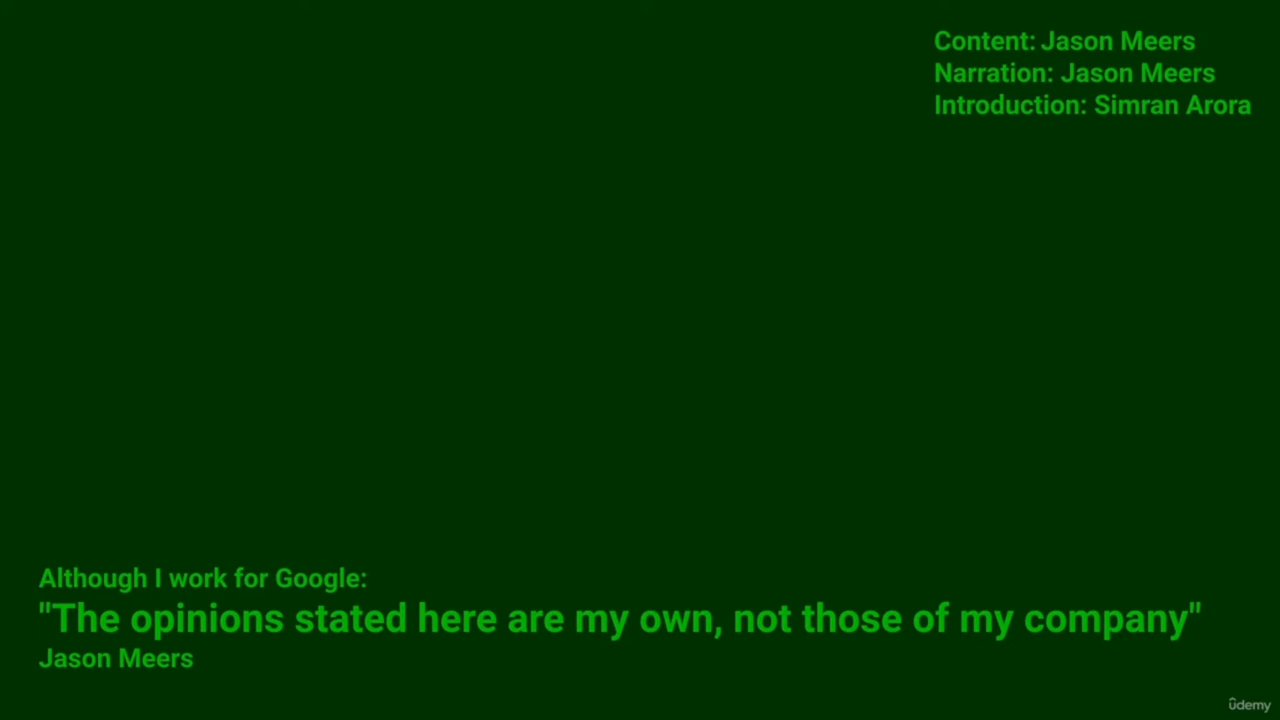 Content: Jason Meers
Narration: Jason Meers
Introduction: Simran Arora
Although I work for Google:
"The opinions stated here are my own, not those of my company"
Jason Meers
ûdemy